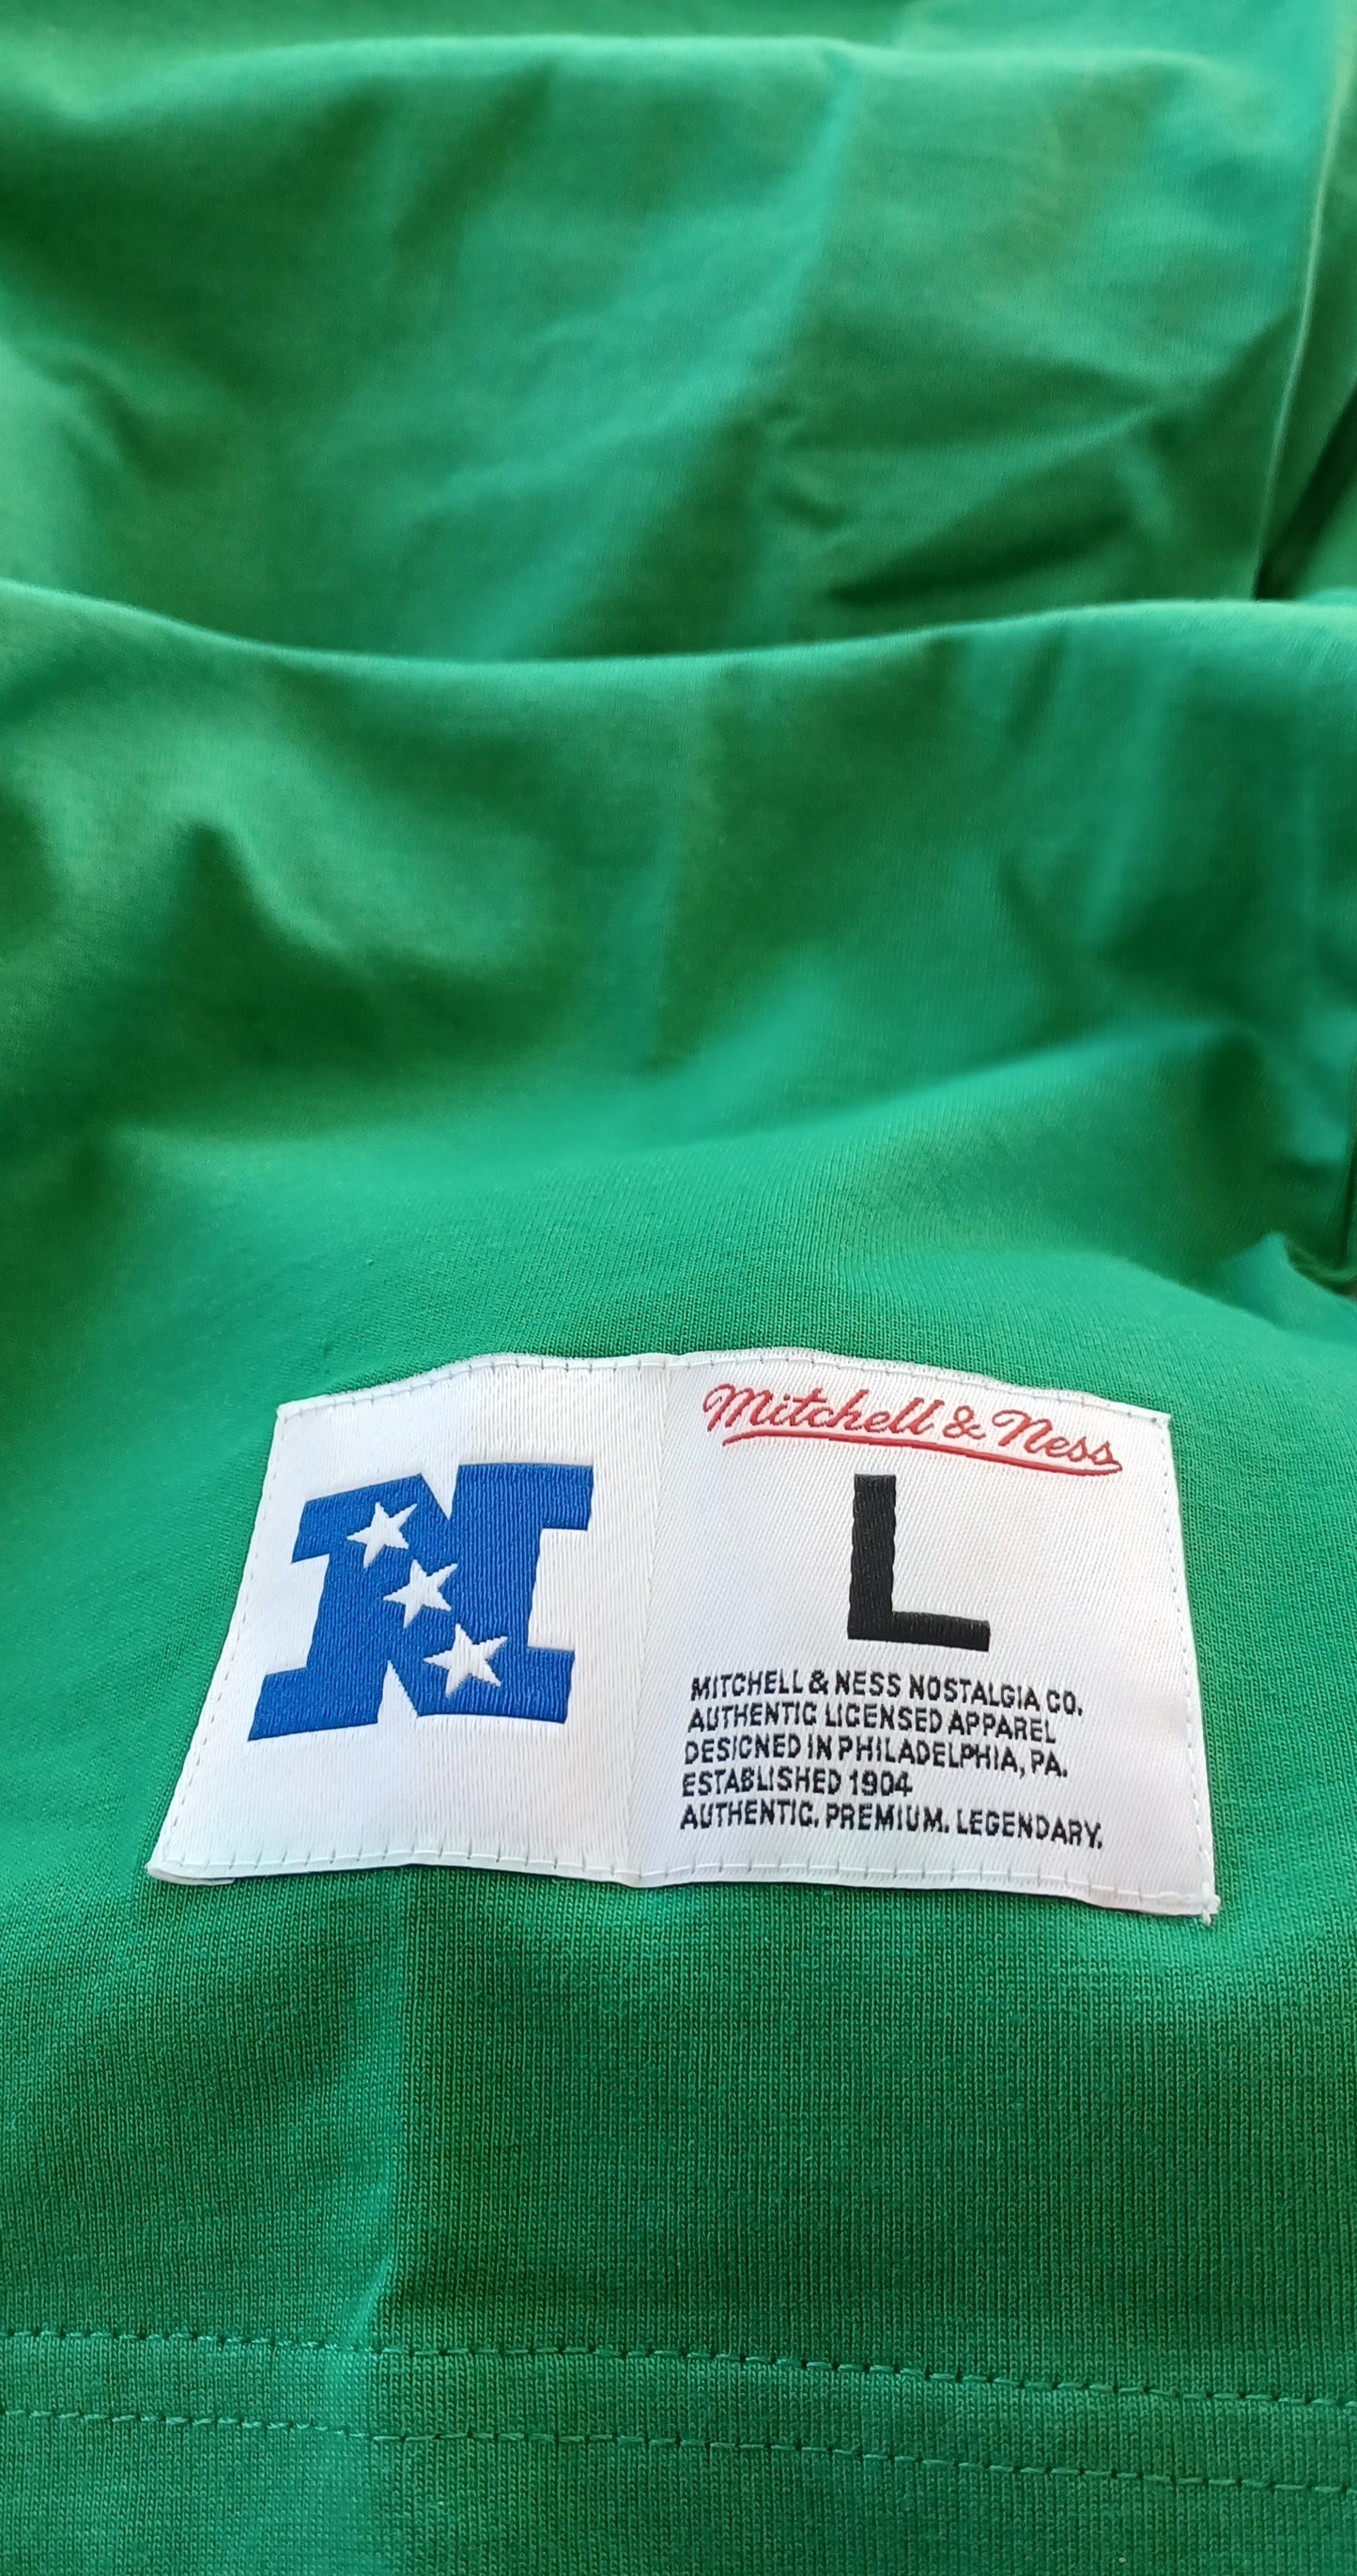 N
Mitchell & Ness
L
MITCHELL & NESS NOSTALGIA CO.
AUTHENTIC LICENSED APPAREL
DESIGNED IN PHILADELPHIA, PA.
ESTABLISHED 1904
AUTHENTIC. PREMIUM. LEGENDARY.